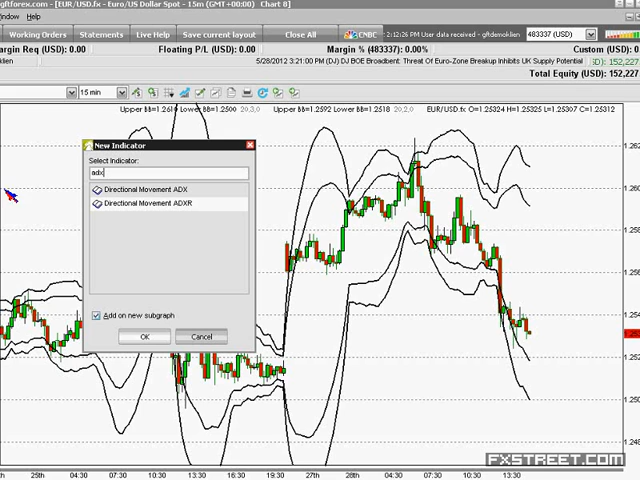 gftforex.com - [EUR/USD.fx - Euro/US Dollar Spot - 15m (GMT+0:00) Chart 8]
Window Help
Working Orders Statements Live Help Save current layout Close All CNBC 2:12:26 PM User data received - gftdemoklien 483337 (USD)
Margin Req (USD): 0.00 Floating P/L (USD): 0.00 Margin % (483337): 0.00% Custom (USD): 0.00
klien 5/28/2012 3:21:00 PM (DJ) DJ BOE Broadbent: Threat Of Euro-Zone Breakup Inhibits UK Supply Potential SD): 152,227
Total Equity (USD): 152,227
15 min
Lower BB=1.2500 20,3,0 Upper BB=1.2592 Lower BB=1.2518 20,2,0 EUR/USD.fx O=1.25324 H=1.25325 L=1.25307 C=1.25312
New Indicator
Select Indicator:
adx
Directional Movement ADX
Directional Movement ADXR
Add on new subgraph
OK Cancel
1.262
1.260
1.258
1.256
1.254
1.252
1.250
1.248
25th 04:30 07:30 10:30 13:30 16:30 19:30 27th 28th 04:30 07:30 10:30 13:30
FXSTREET.COM